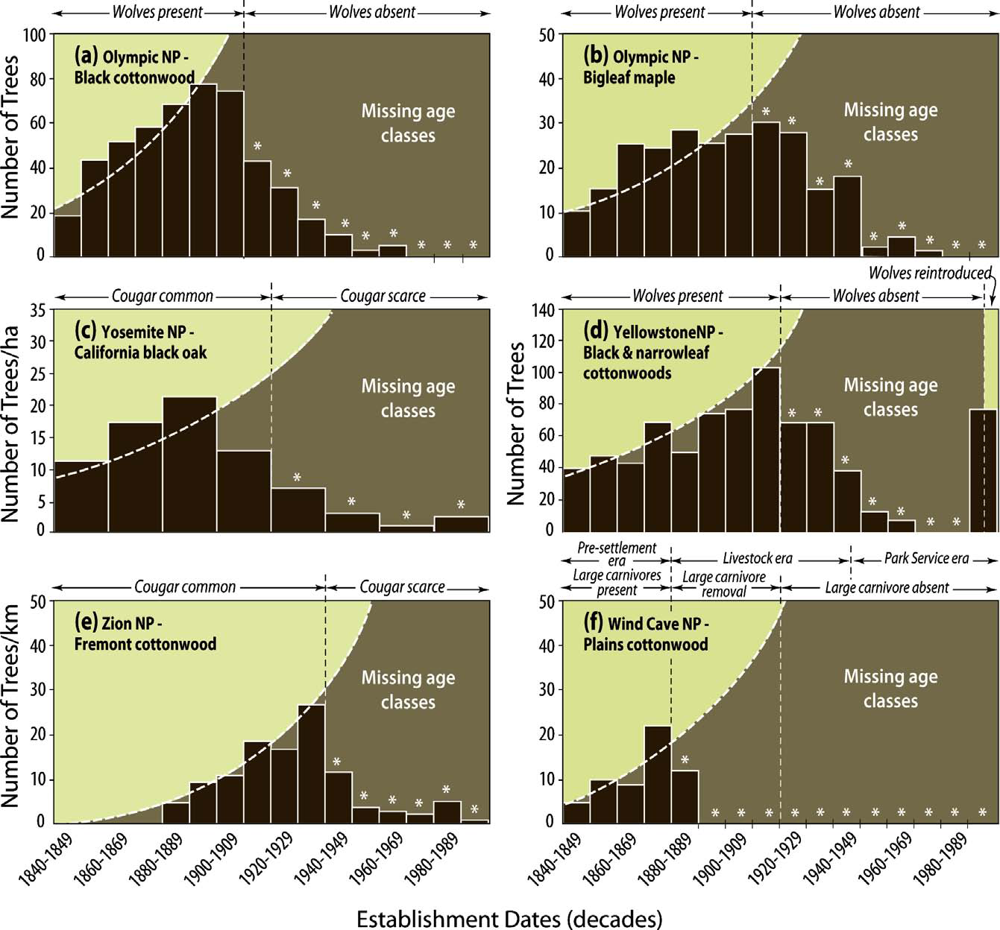 Wolves present
Wolves absent
Number of Trees
100
80
60
40
20
0
(a) Olympic NP -
Black cottonwood
Missing age
classes
*
*
*
*
*
*
*
*
*
Wolves present
Wolves absent
50
40
30
20
10
0
(b) Olympic NP -
Bigleaf maple
Missing age
classes
*
*
*
*
*
*
*
*
*
Cougar common
Cougar scarce
Number of Trees/ha
35
30
25
20
15
10
5
0
(c) Yosemite NP -
California black oak
Missing age
classes
*
*
*
*
Wolves reintroduced
Wolves present
Wolves absent
Number of Trees
140
120
100
80
60
40
20
0
(d) YellowstoneNP -
Black & narrowleaf
cottonwoods
Missing age
classes
*
*
*
*
*
*
*
Cougar common
Cougar scarce
Number of Trees/km
50
40
30
20
10
0
(e) Zion NP -
Fremont cottonwood
Missing age
classes
*
*
*
*
*
*
1840-1849
1860-1869
1880-1889
1900-1909
1920-1929
1940-1949
1960-1969
1980-1989
Pre-settlement
era
Livestock era
Park Service era
Large carnivores
present
Large carnivore
removal
Large carnivore absent
50
40
30
20
10
0
(f) Wind Cave NP -
Plains cottonwood
Missing age
classes
*
*
*
*
*
*
*
*
*
*
*
*
1840-1849
1860-1869
1880-1889
1900-1909
1920-1929
1940-1949
1960-1969
1980-1989
Establishment Dates (decades)